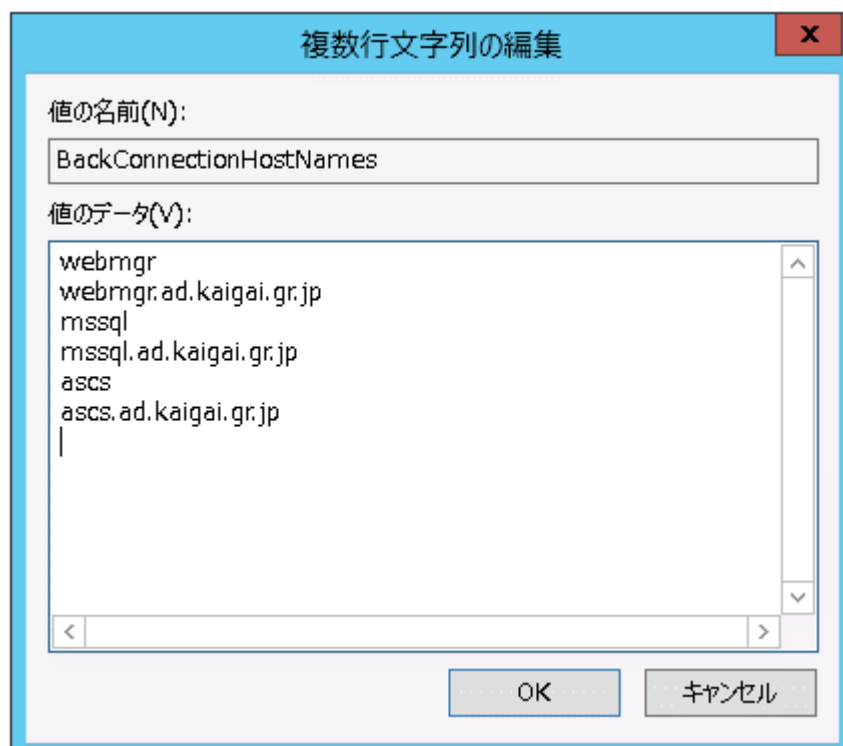 複数行文字列の編集
x
値の名前(N):
BackConnectionHostNames
値のデータ(V):
webmgr
webmgr.ad.kaigai.gr.jp
mssql
mssql.ad.kaigai.gr.jp
ascs
ascs.ad.kaigai.gr.jp
OK
キャンセル